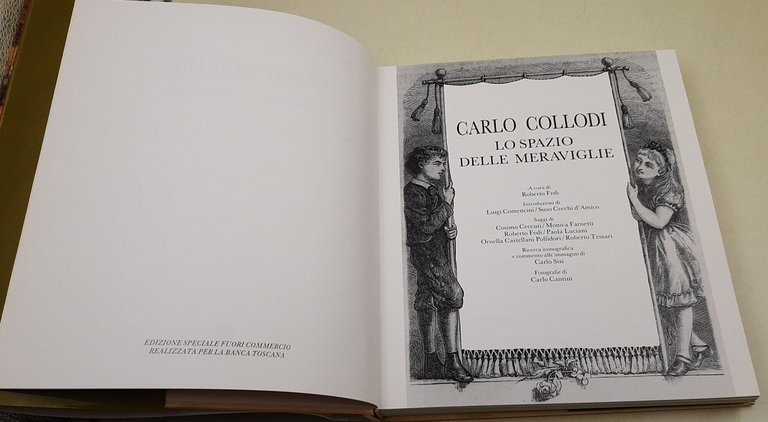 EDIZIONE SPECIALE FUORI COMMERCIO
REALIZZATA PER LA BANCA TOSCANA
CARLO COLLODI
LO SPAZIO
DELLE MERAVIGLIE
A cura di
Roberto Fedi
Introduzioni di
Luigi Comencini / Suso Cecchi d'Amico
Saggi di
Cosimo Ceccuti / Monica Farnetti
Roberto Fedi / Paola Luciani
Ornella Castellani Pollidori / Roberto Tessari
Ricerca iconografica
e commento alle immagini di
Carlo Sisi
Fotografie di
Carlo Cantini